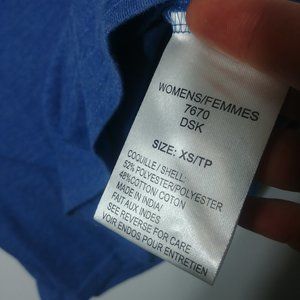 WOMENS/FEMMES
7670
DSK
SIZE: XS/TP
COQUILLE / SHELL:
52% POLYESTER/POLYESTER
48%COTTON/ COTON
MADE IN INDIA/
FAIT AUX INDES
SEE REVERSE FOR CARE
VOIR ENDOS POUR ENTRETIEN